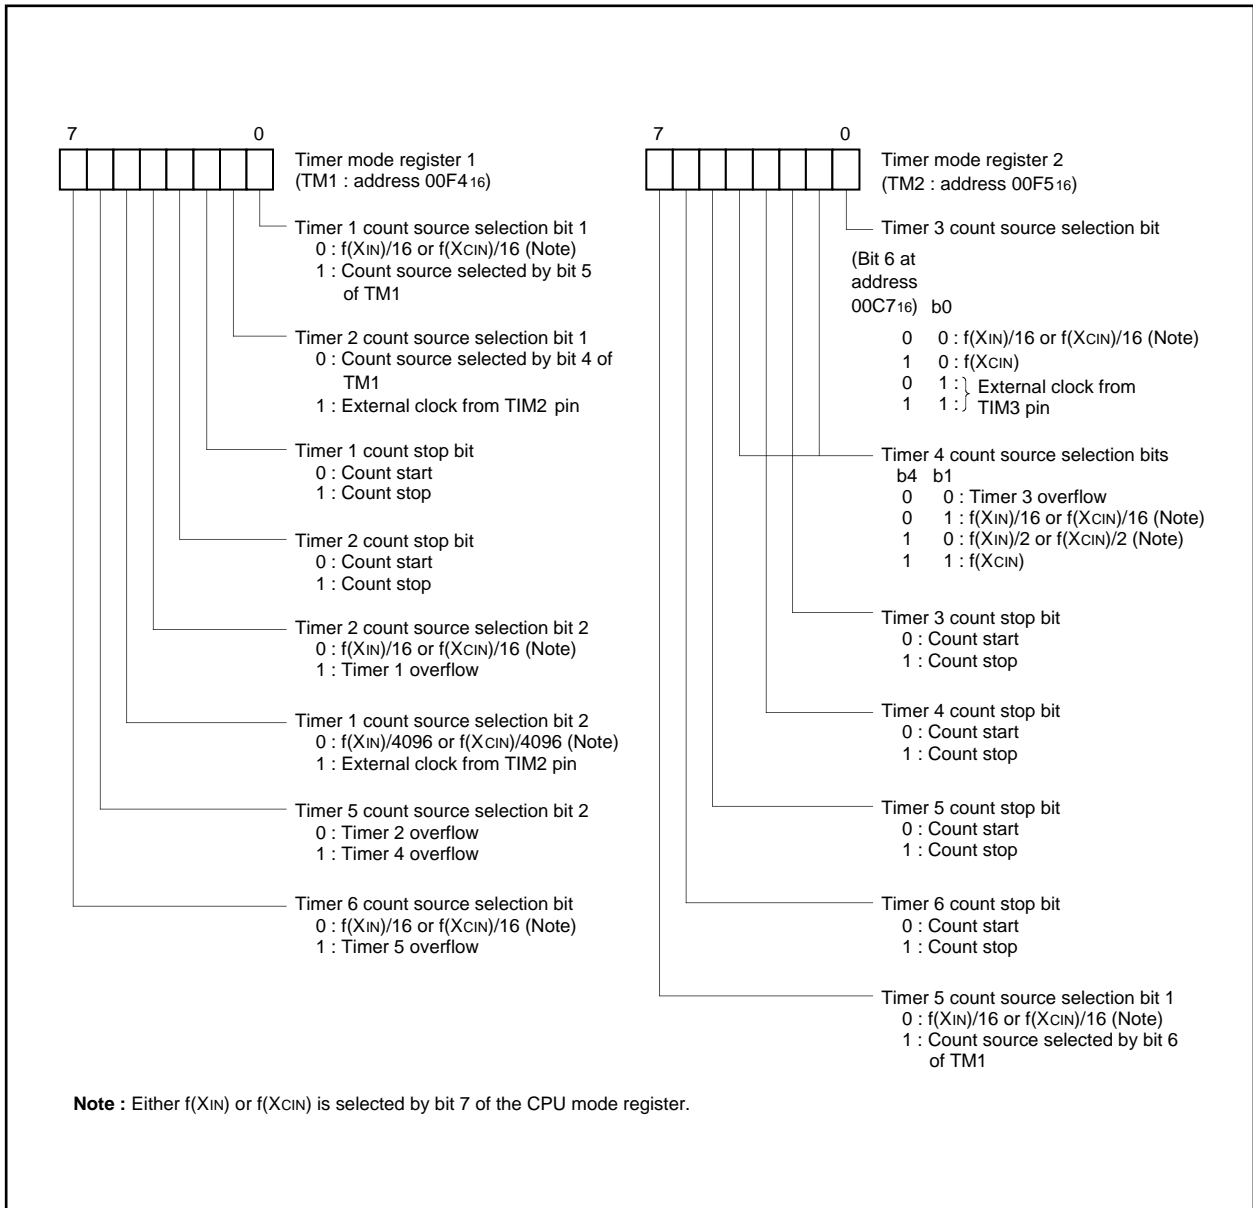 7 0
Timer mode register 1
(TM1 : address 00F416)
Timer 1 count source selection bit 1
0 : f(XIN)/16 or f(XCIN)/16 (Note)
1 : Count source selected by bit 5
of TM1
Timer 2 count source selection bit 1
0 : Count source selected by bit 4 of
TM1
1 : External clock from TIM2 pin
Timer 1 count stop bit
0 : Count start
1 : Count stop
Timer 2 count stop bit
0 : Count start
1 : Count stop
Timer 2 count source selection bit 2
0 : f(XIN)/16 or f(XCIN)/16 (Note)
1 : Timer 1 overflow
Timer 1 count source selection bit 2
0 : f(XIN)/4096 or f(XCIN)/4096 (Note)
1 : External clock from TIM2 pin
Timer 5 count source selection bit 2
0 : Timer 2 overflow
1 : Timer 4 overflow
Timer 6 count source selection bit
0 : f(XIN)/16 or f(XCIN)/16 (Note)
1 : Timer 5 overflow
7 0
Timer mode register 2
(TM2 : address 00F516)
Timer 3 count source selection bit
(Bit 6 at
address
00C716) b0
0 0 : f(XIN)/16 or f(XCIN)/16 (Note)
1 0 : f(XCIN)
0 1 : } External clock from
1 1 : } TIM3 pin
Timer 4 count source selection bits
b4 b1
0 0 : Timer 3 overflow
0 1 : f(XIN)/16 or f(XCIN)/16 (Note)
1 0 : f(XIN)/2 or f(XCIN)/2 (Note)
1 1 : f(XCIN)
Timer 3 count stop bit
0 : Count start
1 : Count stop
Timer 4 count stop bit
0 : Count start
1 : Count stop
Timer 5 count stop bit
0 : Count start
1 : Count stop
Timer 6 count stop bit
0 : Count start
1 : Count stop
Timer 5 count source selection bit 1
0 : f(XIN)/16 or f(XCIN)/16 (Note)
1 : Count source selected by bit 6
of TM1
Note : Either f(XIN) or f(XCIN) is selected by bit 7 of the CPU mode register.